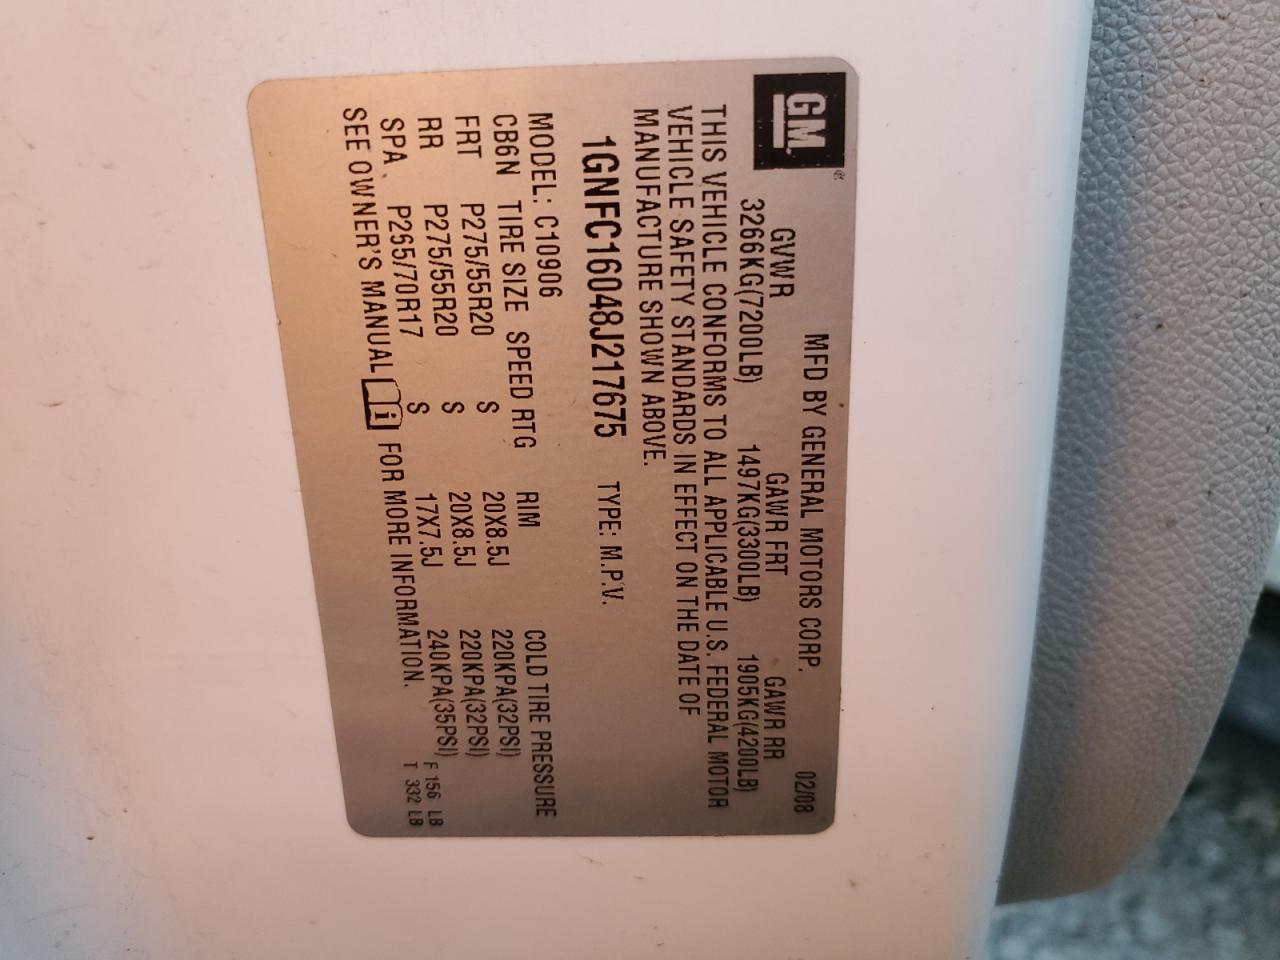 GM®
MFD BY GENERAL MOTORS CORP. 02/08
GVWR GAWR FRT GAWR RR
3266KG(7200LB) 1497KG(3300LB) 1905KG(4200LB)
THIS VEHICLE CONFORMS TO ALL APPLICABLE U.S. FEDERAL MOTOR
VEHICLE SAFETY STANDARDS IN EFFECT ON THE DATE OF
MANUFACTURE SHOWN ABOVE.
1GNFC16048J217675 TYPE: M.P.V.
MODEL: C10906
CB6N TIRE SIZE SPEED RTG RIM COLD TIRE PRESSURE
FRT P275/55R20 S 20X8.5J 220KPA(32PSI)
RR P275/55R20 S 20X8.5J 220KPA(32PSI)
SPA P265/70R17 S 17X7.5J 240KPA(35PSI) F 156 LB
SEE OWNER'S MANUAL i FOR MORE INFORMATION. T 332 LB